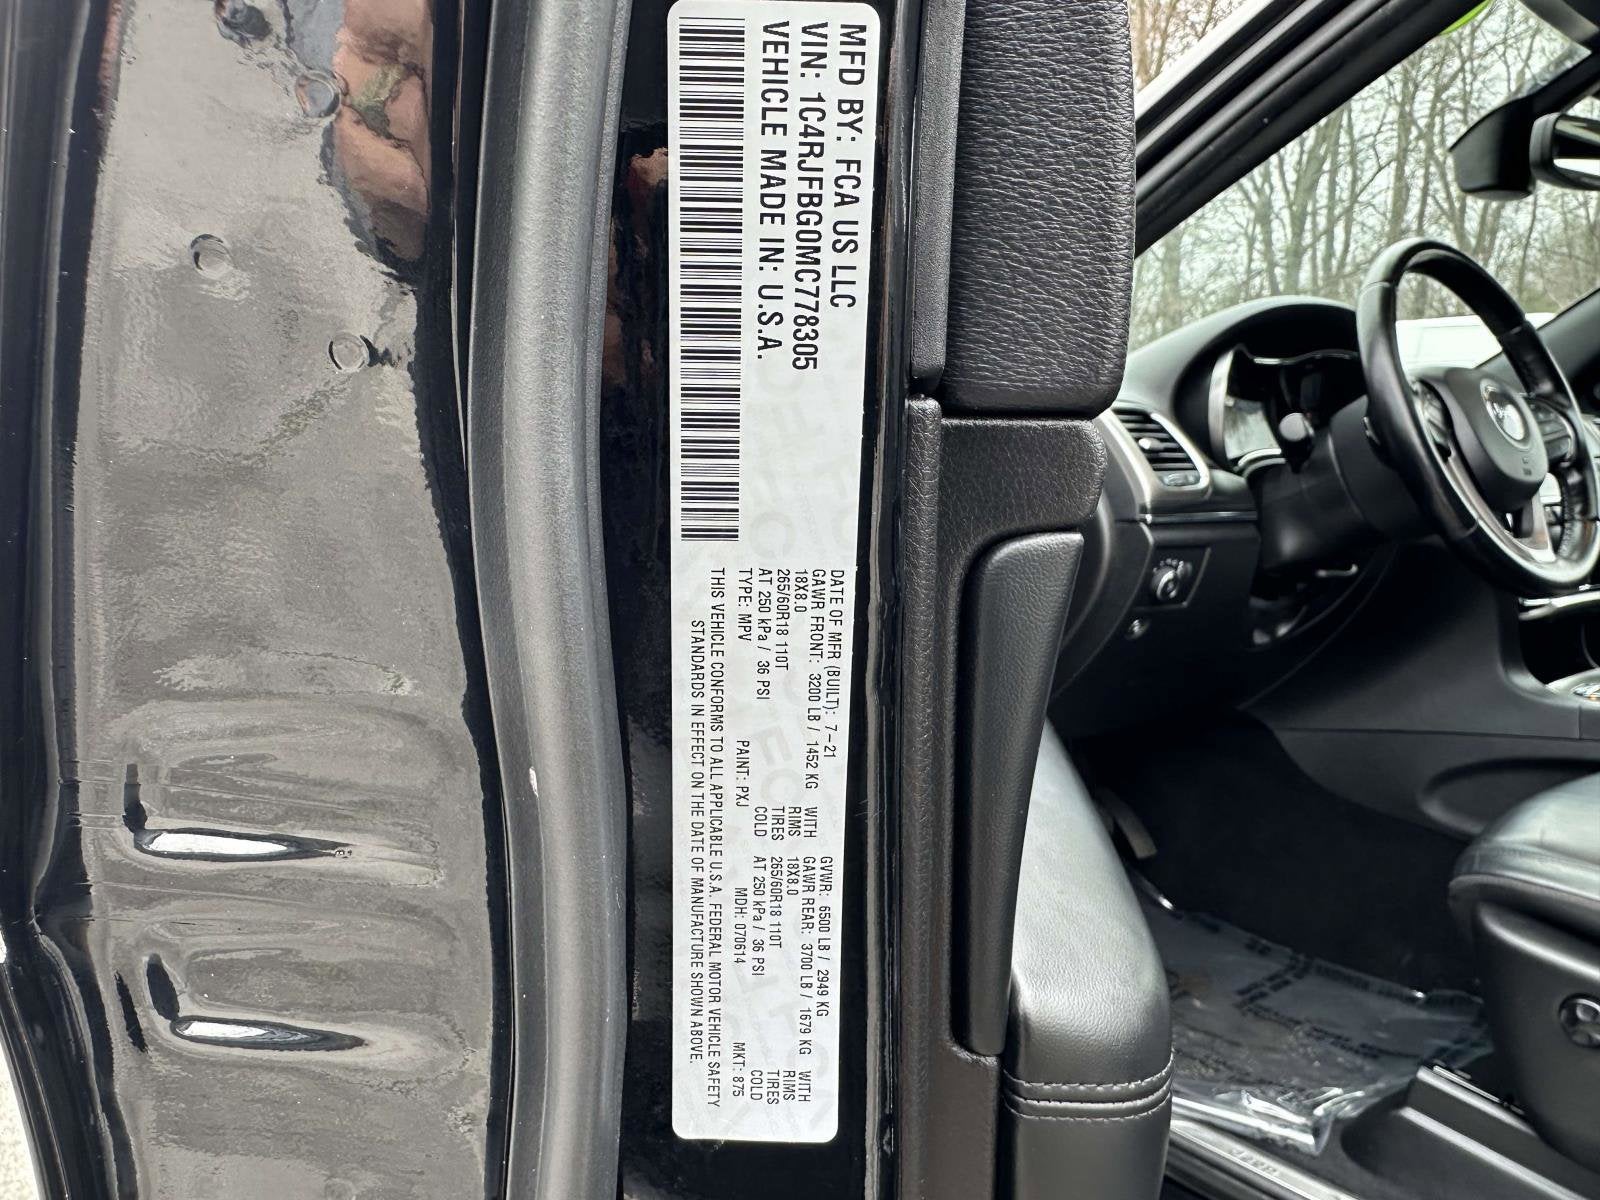 MFD BY: FCA US LLC
VIN: 1C4RJFBG0MC778305
VEHICLE MADE IN: U.S.A.
DATE OF MFR (BUILT): 7-21
GVWR: 6500 LB / 2949 KG
GAWR FRONT: 3200 LB / 1452 KG WITH
GAWR REAR: 3700 LB / 1679 KG WITH
18X8.0 RIMS
18X8.0 RIMS
265/60R18 110T TIRES
265/60R18 110T TIRES
AT 250 kPa / 36 PSI COLD
AT 250 kPa / 36 PSI COLD
TYPE: MPV PAINT: PXJ MDH: 070614 MKT: 875
THIS VEHICLE CONFORMS TO ALL APPLICABLE U.S.A. FEDERAL MOTOR VEHICLE SAFETY
STANDARDS IN EFFECT ON THE DATE OF MANUFACTURE SHOWN ABOVE.
Jeep